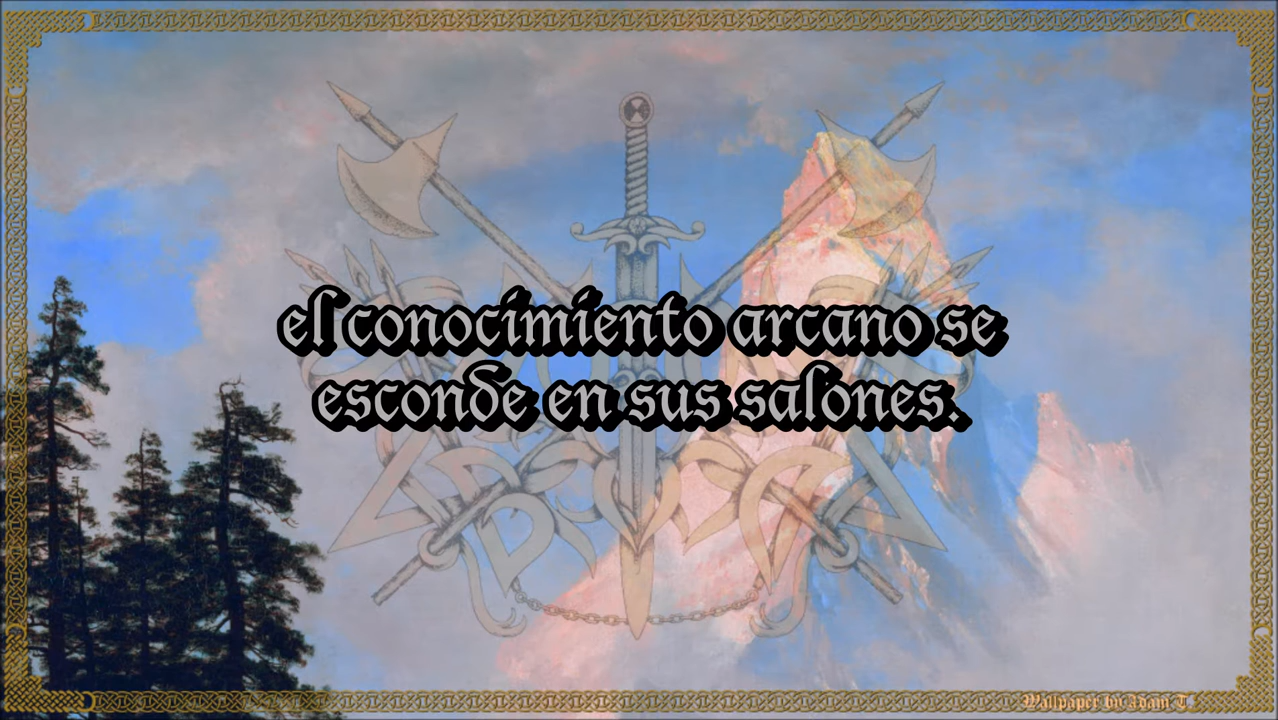 el conocimiento arcano se
esconde en sus salones.
Wallpaper by Adam T.